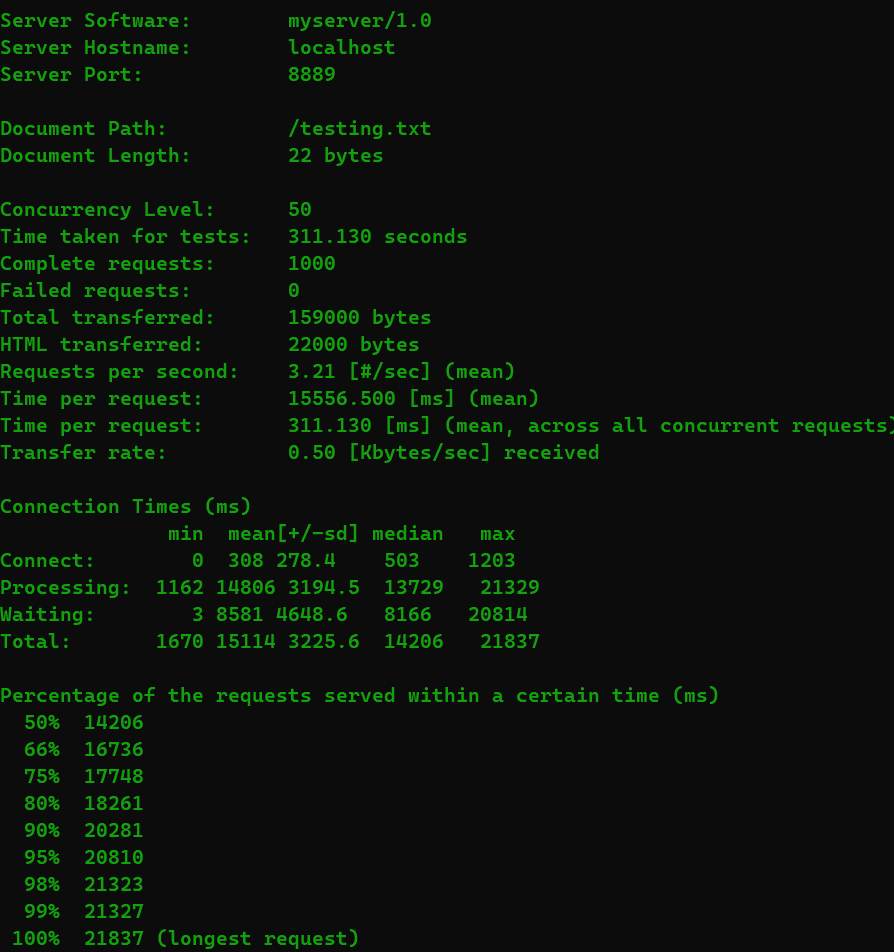 Server Software:        myserver/1.0
Server Hostname:        localhost
Server Port:            8889

Document Path:          /testing.txt
Document Length:        22 bytes

Concurrency Level:      50
Time taken for tests:   311.130 seconds
Complete requests:      1000
Failed requests:        0
Total transferred:      159000 bytes
HTML transferred:       22000 bytes
Requests per second:    3.21 [#/sec] (mean)
Time per request:       15556.500 [ms] (mean)
Time per request:       311.130 [ms] (mean, across all concurrent requests)
Transfer rate:          0.50 [Kbytes/sec] received

Connection Times (ms)
              min  mean[+/-sd] median   max
Connect:        0  308 278.4    503    1203
Processing:  1162 14806 3194.5  13729   21329
Waiting:        3 8581 4648.6   8166   20814
Total:       1670 15114 3225.6  14206   21837

Percentage of the requests served within a certain time (ms)
  50%  14206
  66%  16736
  75%  17748
  80%  18261
  90%  20281
  95%  20810
  98%  21323
  99%  21327
 100%  21837 (longest request)